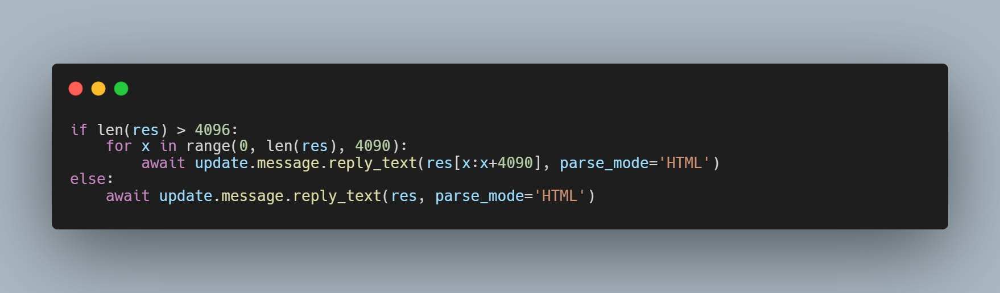 if len(res) > 4096:
    for x in range(0, len(res), 4090):
        await update.message.reply_text(res[x:x+4090], parse_mode='HTML')
else:
    await update.message.reply_text(res, parse_mode='HTML')